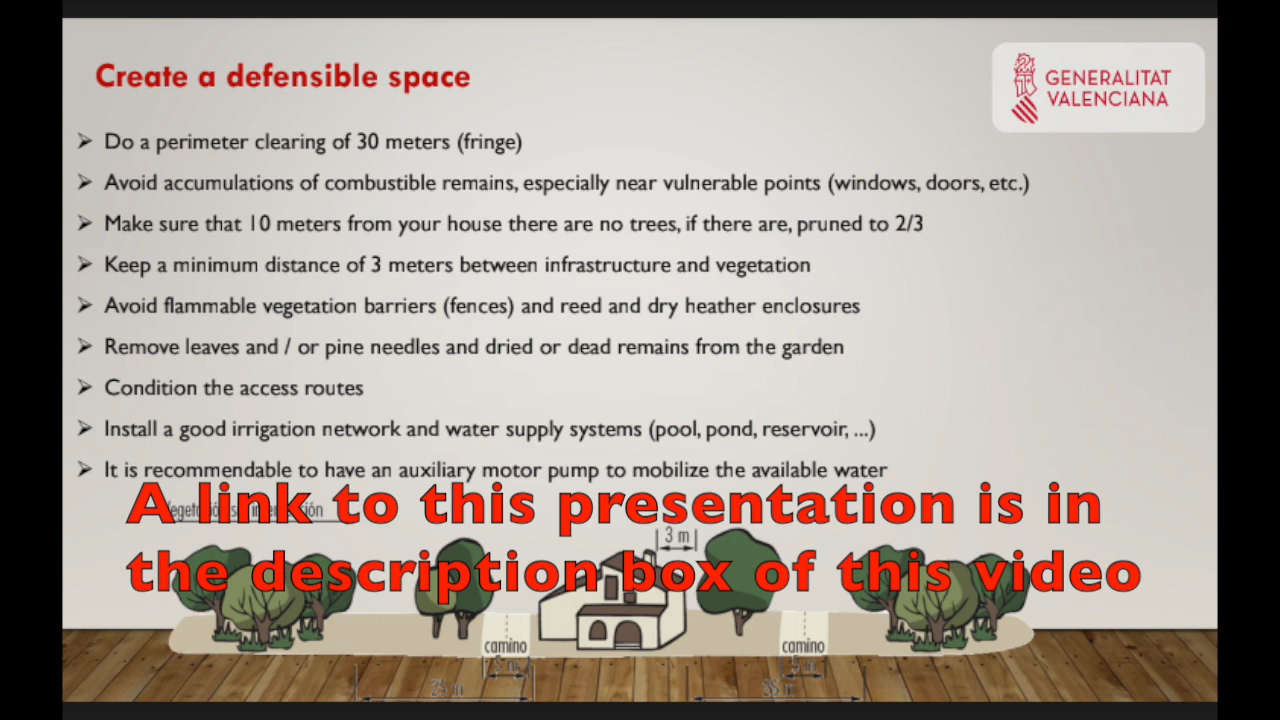 Create a defensible space
GENERALITAT
VALENCIANA
➢ Do a perimeter clearing of 30 meters (fringe)
➢ Avoid accumulations of combustible remains, especially near vulnerable points (windows, doors, etc.)
➢ Make sure that 10 meters from your house there are no trees, if there are, pruned to 2/3
➢ Keep a minimum distance of 3 meters between infrastructure and vegetation
➢ Avoid flammable vegetation barriers (fences) and reed and dry heather enclosures
➢ Remove leaves and / or pine needles and dried or dead remains from the garden
➢ Condition the access routes
➢ Install a good irrigation network and water supply systems (pool, pond, reservoir, ...)
➢ It is recommendable to have an auxiliary motor pump to mobilize the available water
A link to this presentation is in
the description box of this video
3 m
camino
camino
5 m
5 m
25 m